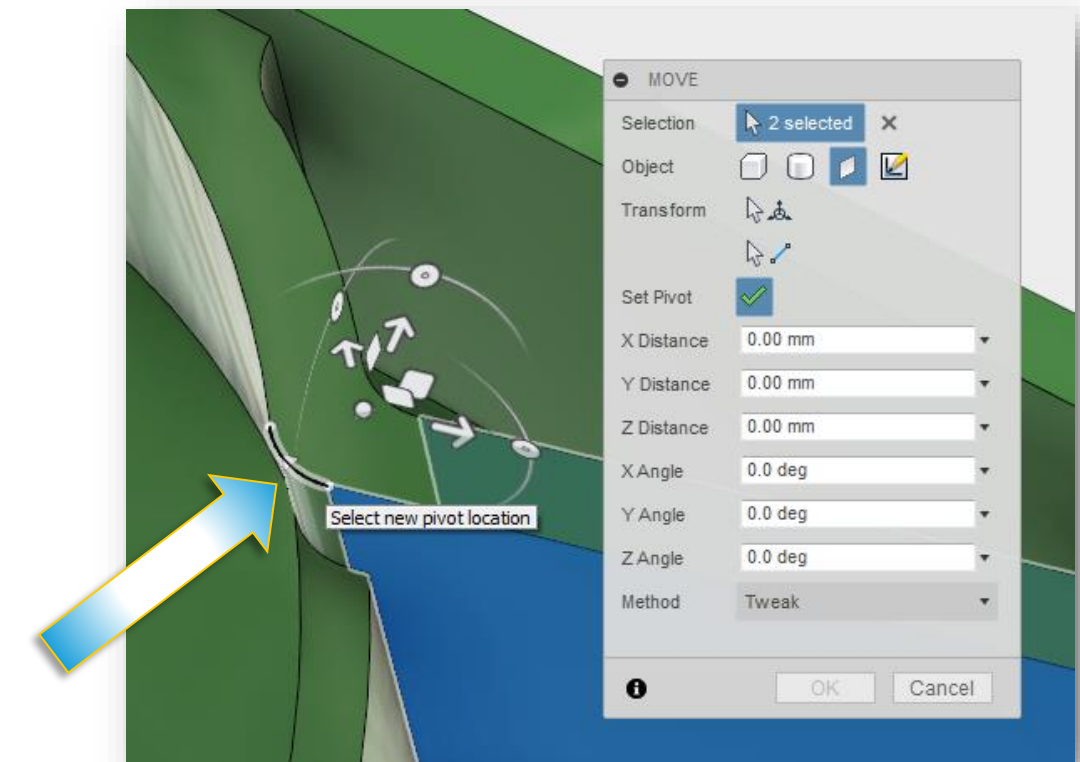 MOVE
Selection 2 selected
Object
Transform
Set Pivot
X Distance 0.00 mm
Y Distance 0.00 mm
Z Distance 0.00 mm
X Angle 0.0 deg
Y Angle 0.0 deg
Z Angle 0.0 deg
Method Tweak
OK Cancel
Select new pivot location